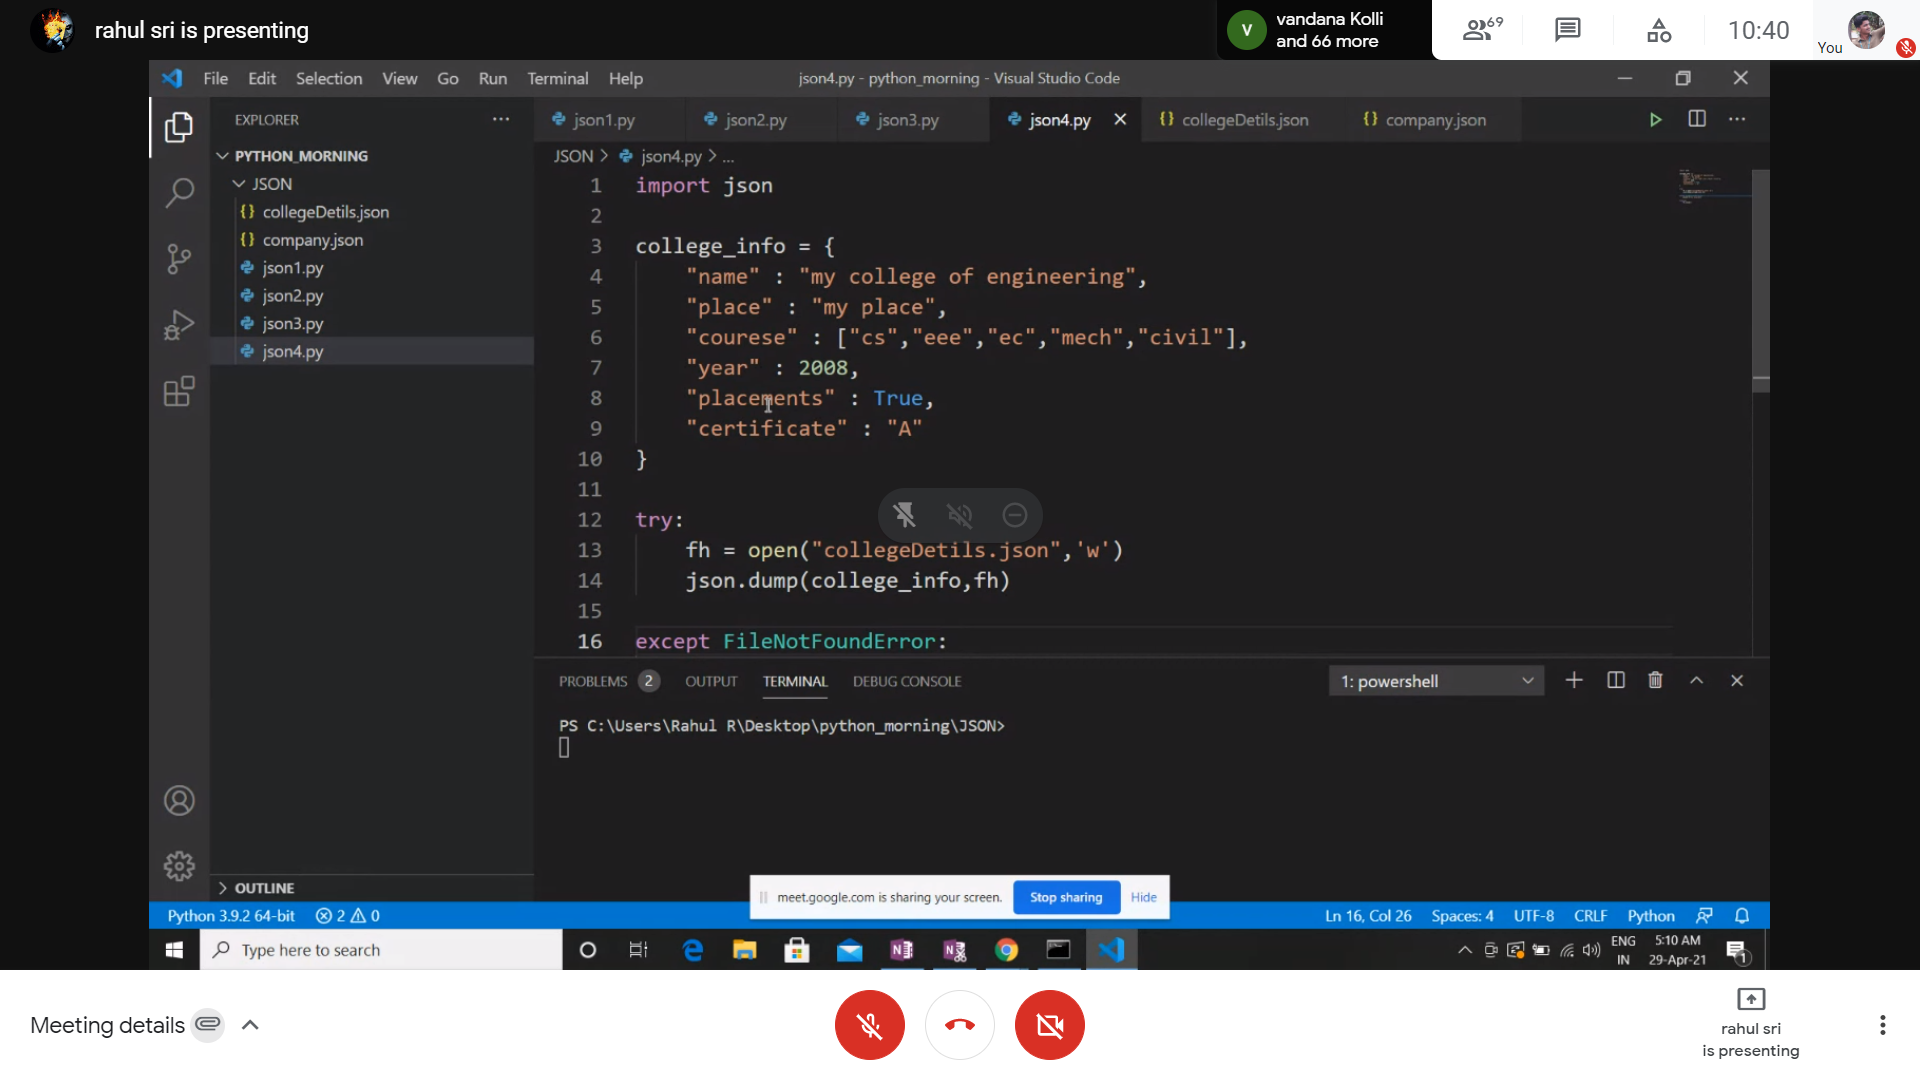 rahul sri is presenting
V
vandana Kolli
and 66 more
69
10:40
You
File Edit Selection View Go Run Terminal Help
json4.py - python_morning - Visual Studio Code
EXPLORER
PYTHON_MORNING
JSON
{} collegeDetils.json
{} company.json
json1.py
json2.py
json3.py
json4.py
OUTLINE
json1.py json2.py json3.py json4.py {} collegeDetils.json {} company.json
JSON > json4.py > ...
1 import json
2
3 college_info = {
4 "name" : "my college of engineering",
5 "place" : "my place",
6 "courese" : ["cs","eee","ec","mech","civil"],
7 "year" : 2008,
8 "placements" : True,
9 "certificate" : "A"
10 }
11
12 try:
13 fh = open("collegeDetils.json",'w')
14 json.dump(college_info,fh)
15
16 except FileNotFoundError:
PROBLEMS 2 OUTPUT TERMINAL DEBUG CONSOLE
1: powershell
PS C:\Users\Rahul R\Desktop\python_morning\JSON>
meet.google.com is sharing your screen. Stop sharing Hide
Python 3.9.2 64-bit 2 0
Ln 16, Col 26 Spaces: 4 UTF-8 CRLF Python
Type here to search
ENG
IN
5:10 AM
29-Apr-21
1
Meeting details
rahul sri
is presenting